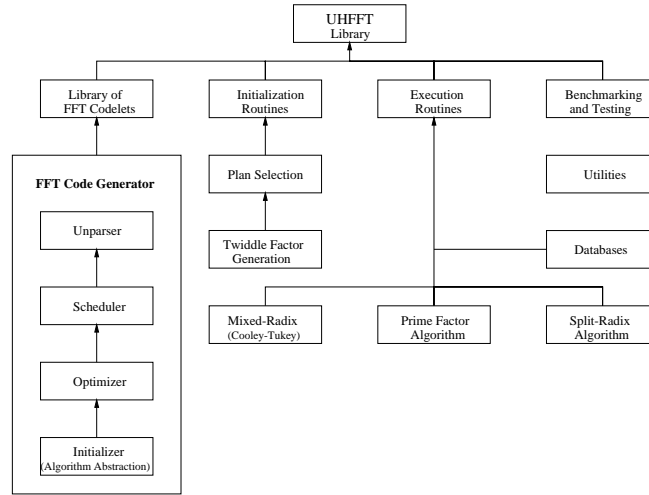 UHFFT
Library
Library of
FFT Codelets
Initialization
Routines
Execution
Routines
Benchmarking
and Testing
FFT Code Generator
Plan Selection
Utilities
Unparser
Twiddle Factor
Generation
Databases
Scheduler
Mixed-Radix
(Cooley-Tukey)
Prime Factor
Algorithm
Split-Radix
Algorithm
Optimizer
Initializer
(Algorithm Abstraction)